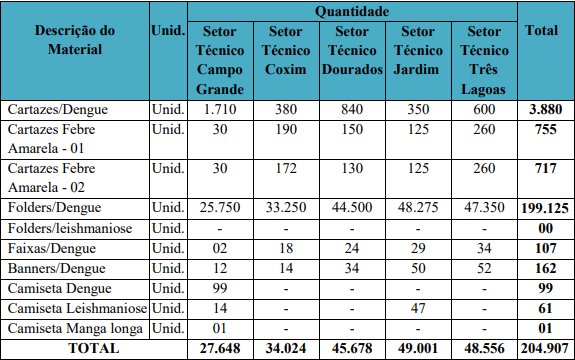 Descrição do Material Unid. Quantidade Total
Setor Técnico Campo Grande Setor Técnico Coxim Setor Técnico Dourados Setor Técnico Jardim Setor Técnico Três Lagoas
Cartazes/Dengue Unid. 1.710 380 840 350 600 3.880
Cartazes Febre Amarela - 01 Unid. 30 190 150 125 260 755
Cartazes Febre Amarela - 02 Unid. 30 172 130 125 260 717
Folders/Dengue Unid. 25.750 33.250 44.500 48.275 47.350 199.125
Folders/leishmaniose Unid. - - - - - 00
Faixas/Dengue Unid. 02 18 24 29 34 107
Banners/Dengue Unid. 12 14 34 50 52 162
Camiseta Dengue Unid. 99 - - - - 99
Camiseta Leishmaniose Unid. 14 - - 47 - 61
Camiseta Manga longa Unid. 01 - - - - 01
TOTAL 27.648 34.024 45.678 49.001 48.556 204.907